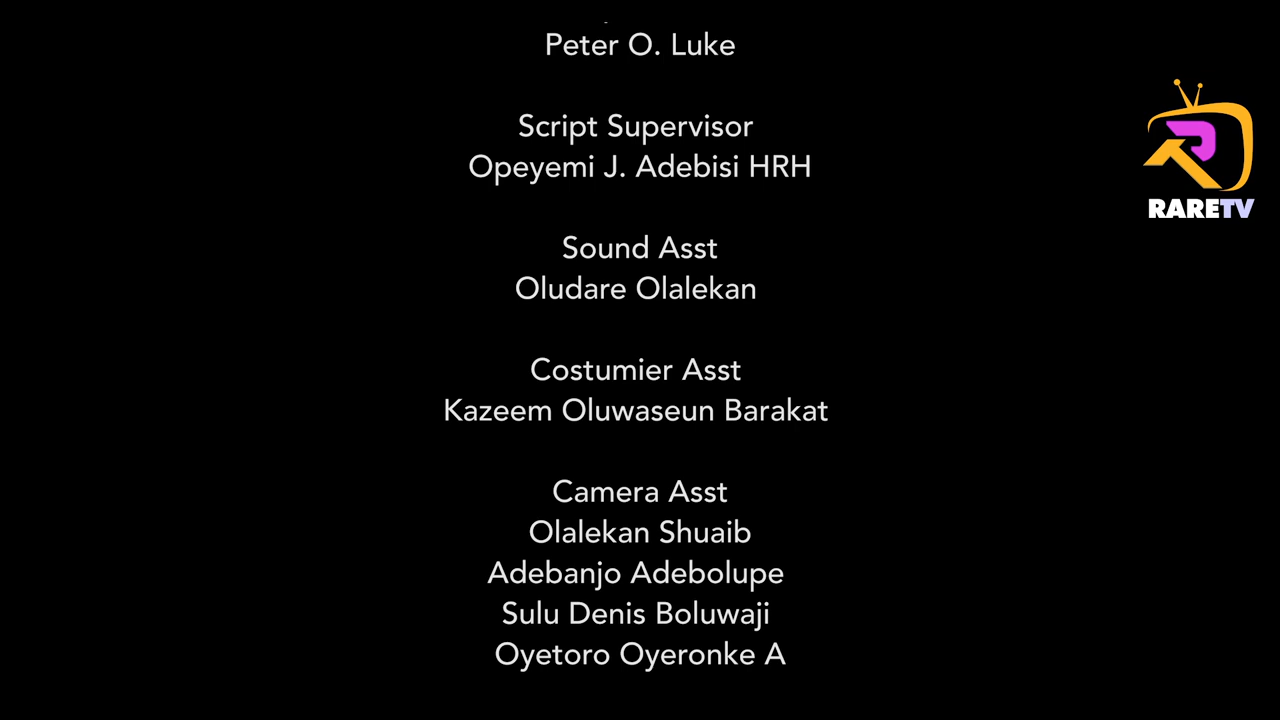 Peter O. Luke
Script Supervisor
Opeyemi J. Adebisi HRH
Sound Asst
Oludare Olalekan
Costumier Asst
Kazeem Oluwaseun Barakat
Camera Asst
Olalekan Shuaib
Adebanjo Adebolupe
Sulu Denis Boluwaji
Oyetoro Oyeronke A
RARETV